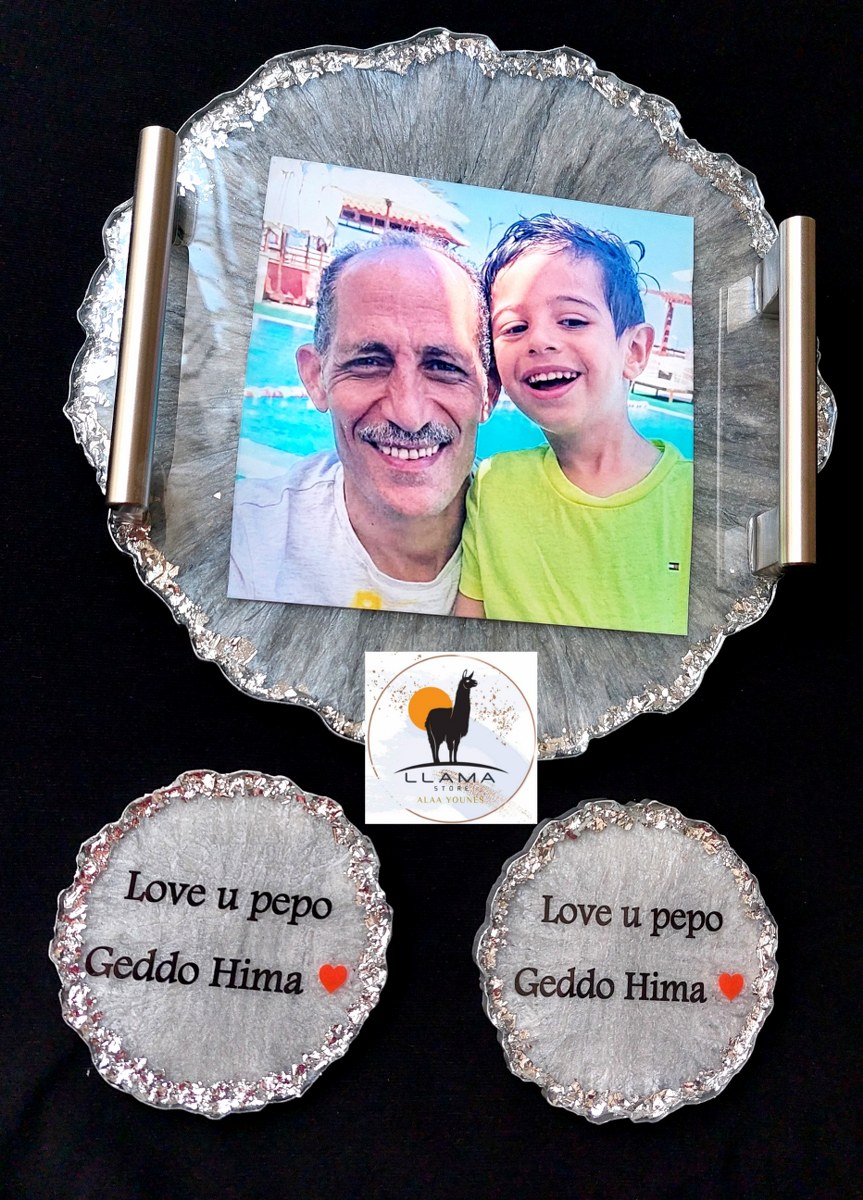 LLAMA
STORE
ALAA YOUNES
Love u pepo
Geddo Hima ❤
Love u pepo
Geddo Hima ❤